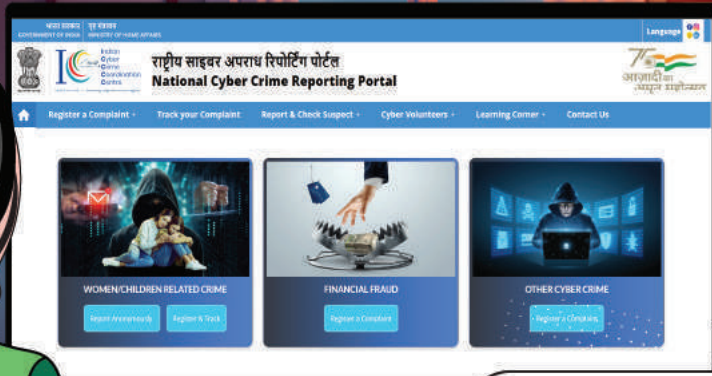 भारत सरकार गृह मंत्रालय
GOVERNMENT OF INDIA MINISTRY OF HOME AFFAIRS
Language
Indian
Cyber
Crime
Coordination
Centre
राष्ट्रीय साइबर अपराध रिपोर्टिंग पोर्टल
National Cyber Crime Reporting Portal
आज़ादी का
अमृत महोत्सव
Register a Complaint
Track your Complaint
Report & Check Suspect
Cyber Volunteers
Learning Corner
Contact Us
WOMEN/CHILDREN RELATED CRIME
Report Anonymously
Register & Track
FINANCIAL FRAUD
Register a Complaint
OTHER CYBER CRIME
Register a Complaint